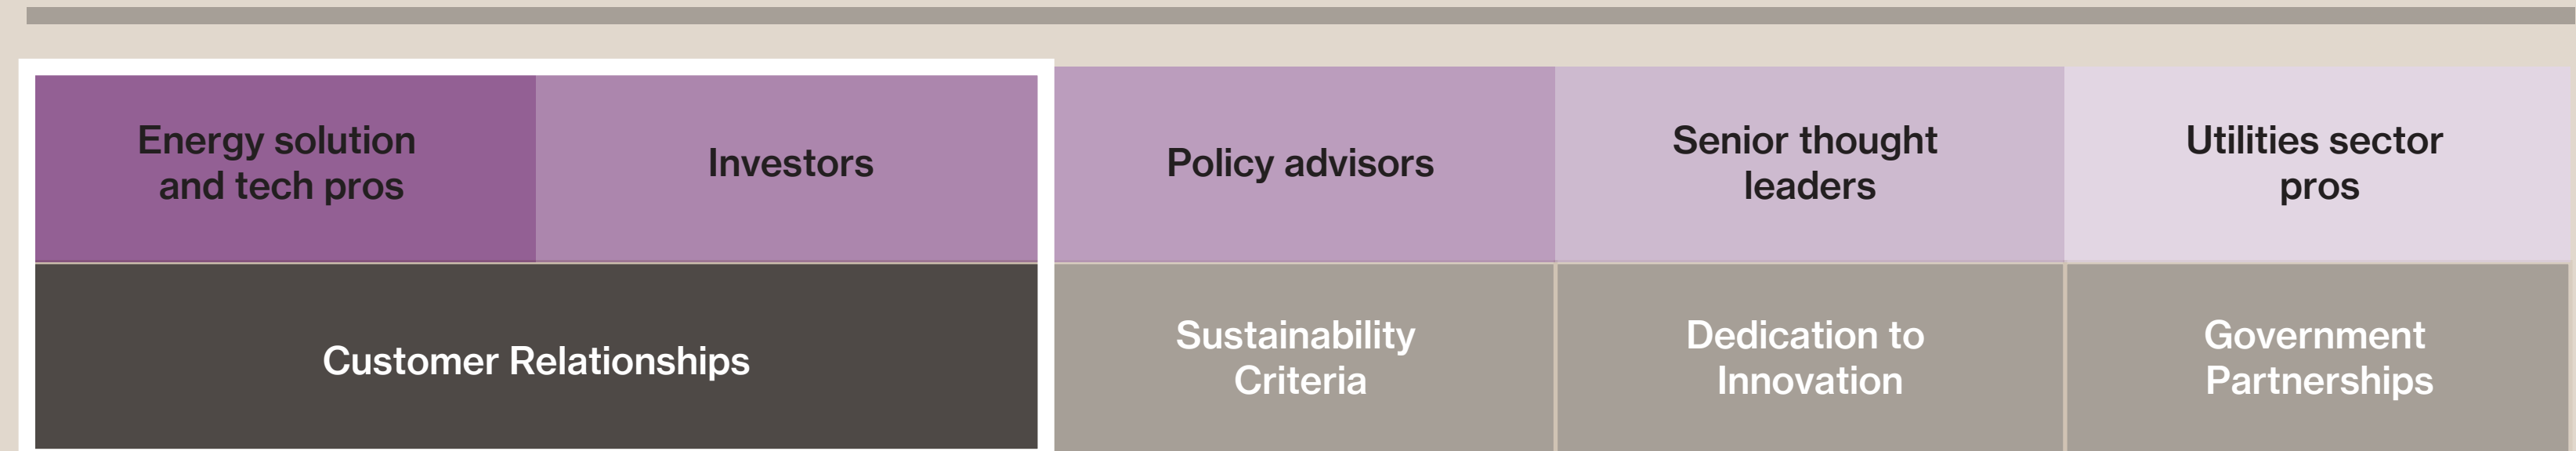 Energy solution
and tech pros
Investors
Policy advisors
Senior thought
leaders
Utilities sector
pros
Customer Relationships
Sustainability
Criteria
Dedication to
Innovation
Government
Partnerships